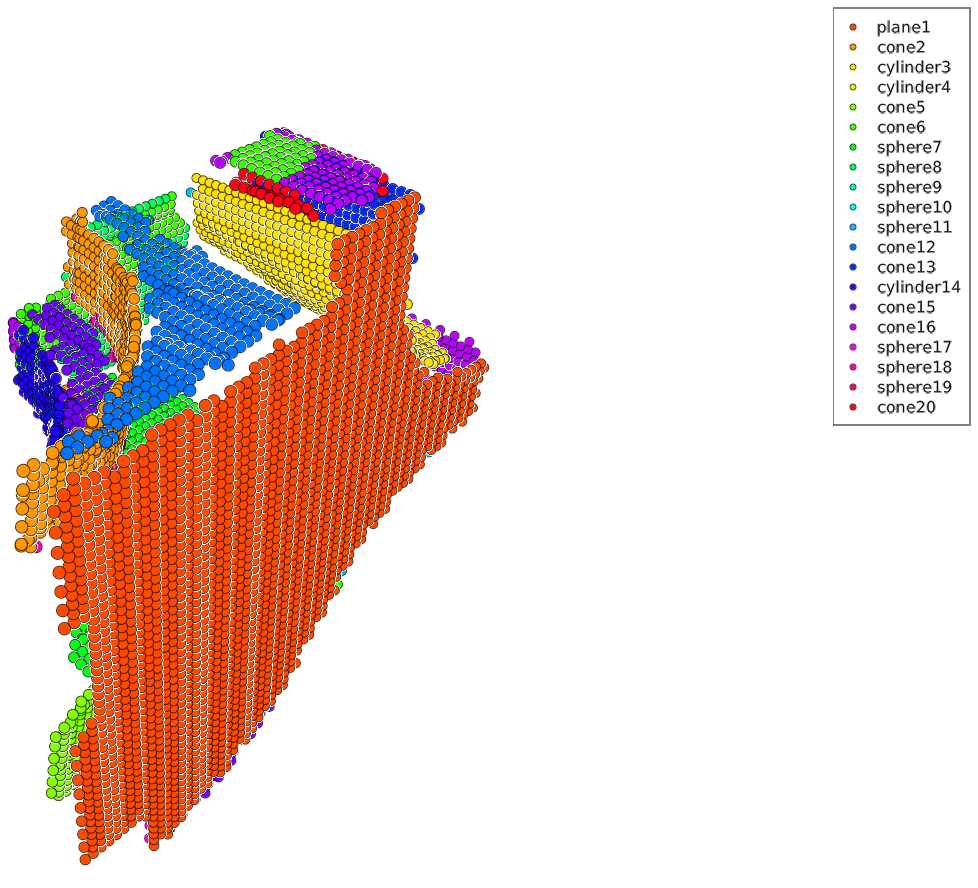 plane1
cone2
cylinder3
cylinder4
cone5
cone6
sphere7
sphere8
sphere9
sphere10
sphere11
cone12
cone13
cylinder14
cone15
cone16
sphere17
sphere18
sphere19
cone20